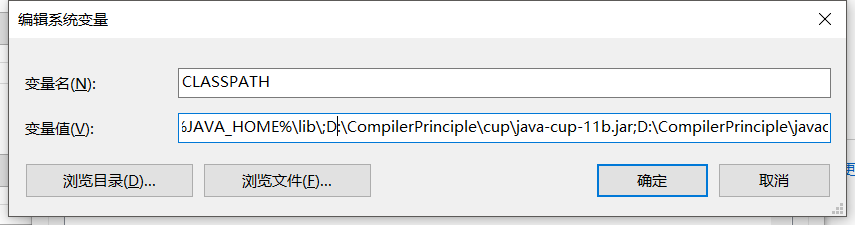 编辑系统变量
变量名(N):
CLASSPATH
变量值(V):
%JAVA_HOME%\lib\;D:\CompilerPrinciple\cup\java-cup-11b.jar;D:\CompilerPrinciple\javac
浏览目录(D)...
浏览文件(F)...
确定
取消
更